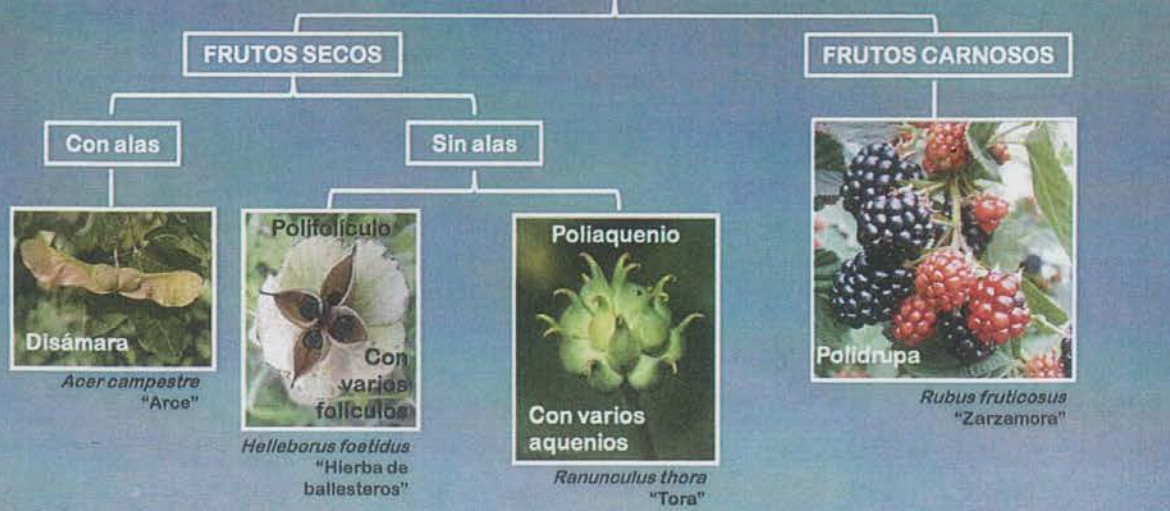 FRUTOS SECOS
FRUTOS CARNOSOS
Con alas
Sin alas
Disámara
Acer campestre
"Arce"
Polifolículo
Con
varios
folículos
Helleborus foetidus
"Hierba de
ballesteros"
Poliaquenio
Con varios
aquenios
Ranunculus thora
"Tora"
Polidrupa
Rubus fruticosus
"Zarzamora"